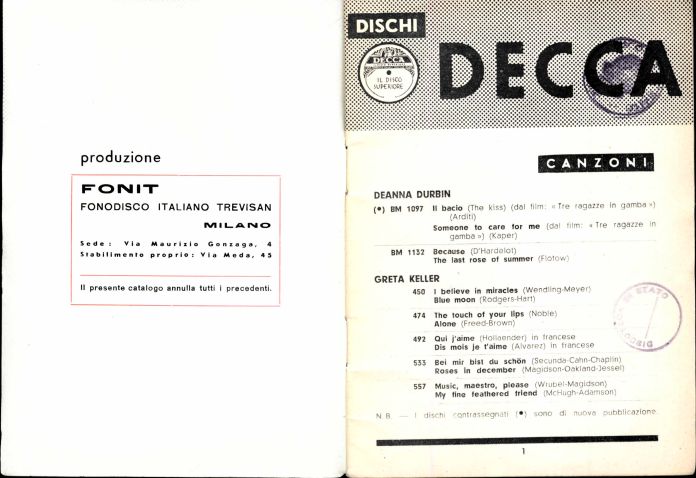 produzione
FONIT
FONODISCO ITALIANO TREVISAN
MILANO
Sede: Via Maurizio Gonzaga, 4
Stabilimento proprio: Via Meda, 45
Il presente catalogo annulla tutti i precedenti.
DISCHI
DECCA
IL DISCO
SUPERIORE
DECCA
CANZONI
DEANNA DURBIN
(•) BM 1097 Il bacio (The kiss) (dal film: «Tre ragazze in gamba»)
(Arditi)
Someone to care for me (dal film: «Tre ragazze in
gamba») (Kaper)
BM 1132 Because (D'Hardelot)
The last rose of summer (Flotow)
GRETA KELLER
450 I believe in miracles (Wendling-Meyer)
Blue moon (Rodgers-Hart)
474 The touch of your lips (Noble)
Alone (Freed-Brown)
492 Qui j'aime (Hollaender) in francese
Dis mois je t'aime (Alvarez) in francese
533 Bei mir bist du schön (Secunda-Cahn-Chaplin)
Roses in december (Magidson-Oakland-Jessel)
557 Music, maestro, please (Wrubel-Magidson)
My fine feathered friend (McHugh-Adamson)
N.B. — I dischi contrassegnati (•) sono di nuova pubblicazione.
1
DI STATO